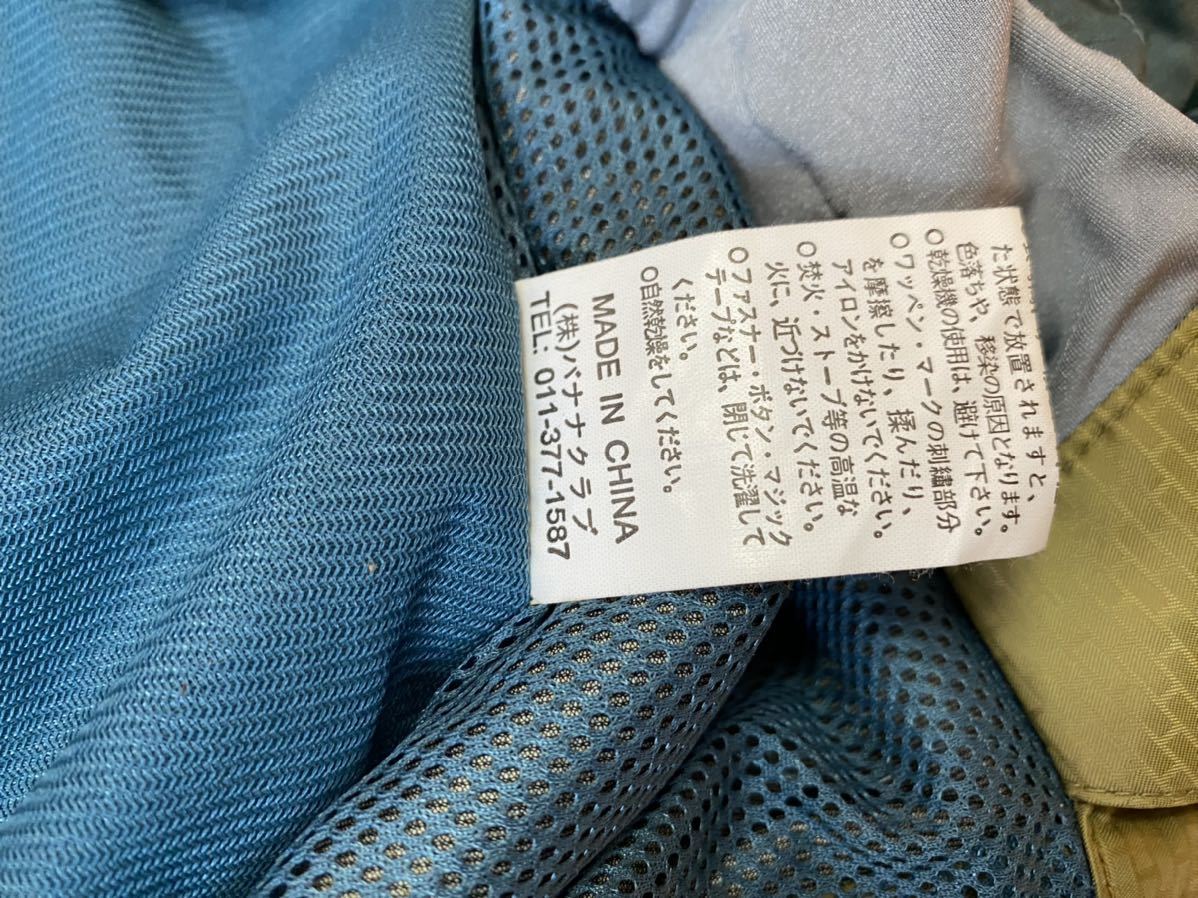 た状態で放置されますと、
色落ちや、移染の原因となります。
○乾燥機の使用は、避けて下さい。
○ワッペン・マークの刺繍部分
を摩擦したり、揉んだり、
アイロンをかけないでください。
○焚火・ストーブ等の高温な
火に、近づけないでください。
○ファスナー・ボタン・マジック
テープなどは、閉じて洗濯して
ください。
○自然乾燥をしてください。
MADE IN CHINA
(株)バナナクラブ
TEL: 011-377-1587